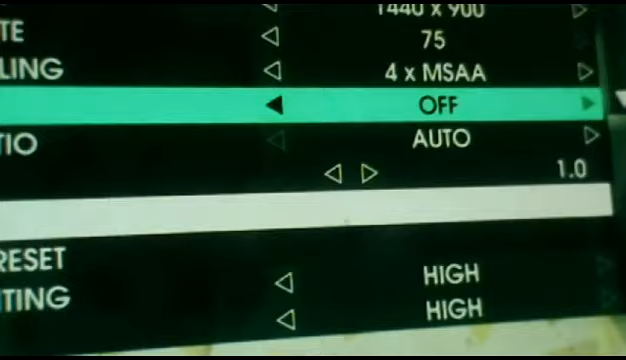 1440 x 900
TE 75
LING 4 x MSAA
OFF
TIO AUTO
1.0
RESET HIGH
TING HIGH